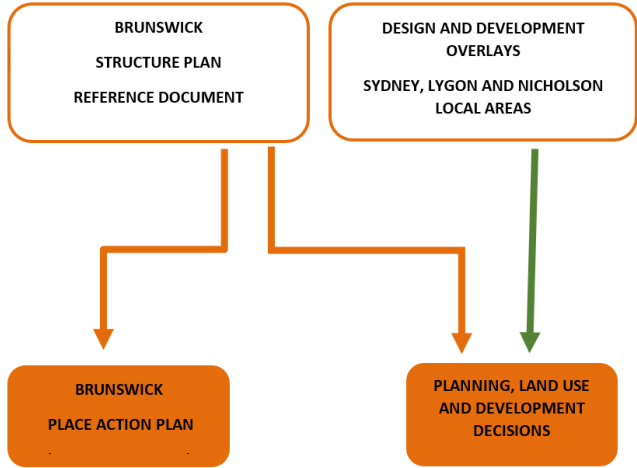 BRUNSWICK
STRUCTURE PLAN
REFERENCE DOCUMENT
DESIGN AND DEVELOPMENT
OVERLAYS
SYDNEY, LYGON AND NICHOLSON
LOCAL AREAS
BRUNSWICK
PLACE ACTION PLAN
PLANNING, LAND USE
AND DEVELOPMENT
DECISIONS